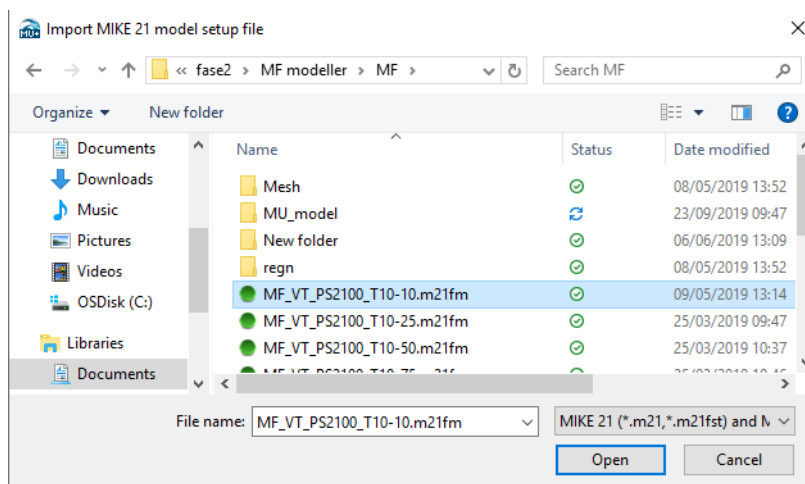 MU+ Import MIKE 21 model setup file
« fase2 > MF modeller > MF > Search MF
Organize New folder ?
Name Status Date modified
Documents
Downloads
Music
Pictures
Videos
OSDisk (C:)
Libraries
Documents
Mesh 08/05/2019 13:52
MU_model 23/09/2019 09:47
New folder 06/06/2019 13:09
regn 08/05/2019 13:52
MF_VT_PS2100_T10-10.m21fm 09/05/2019 13:14
MF_VT_PS2100_T10-25.m21fm 25/03/2019 09:47
MF_VT_PS2100_T10-50.m21fm 25/03/2019 10:37
File name: MF_VT_PS2100_T10-10.m21fm MIKE 21 (*.m21,*.m21fst) and
Open Cancel